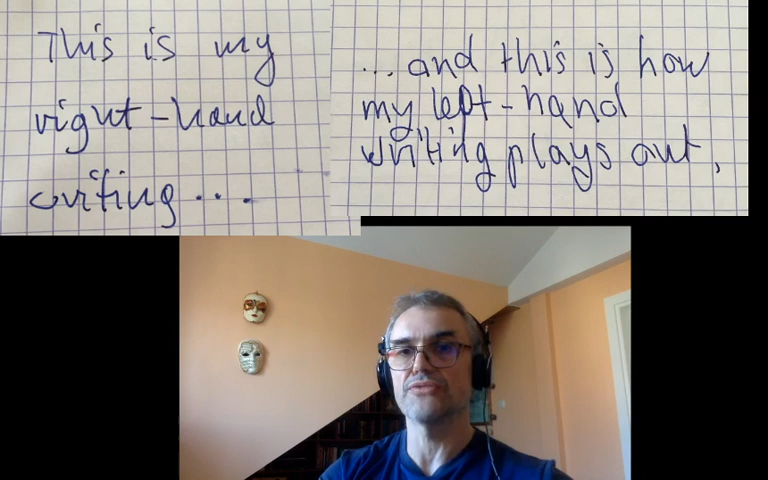 This is my
right-hand
writing...
...and this is how
my left-hand
writing plays out,